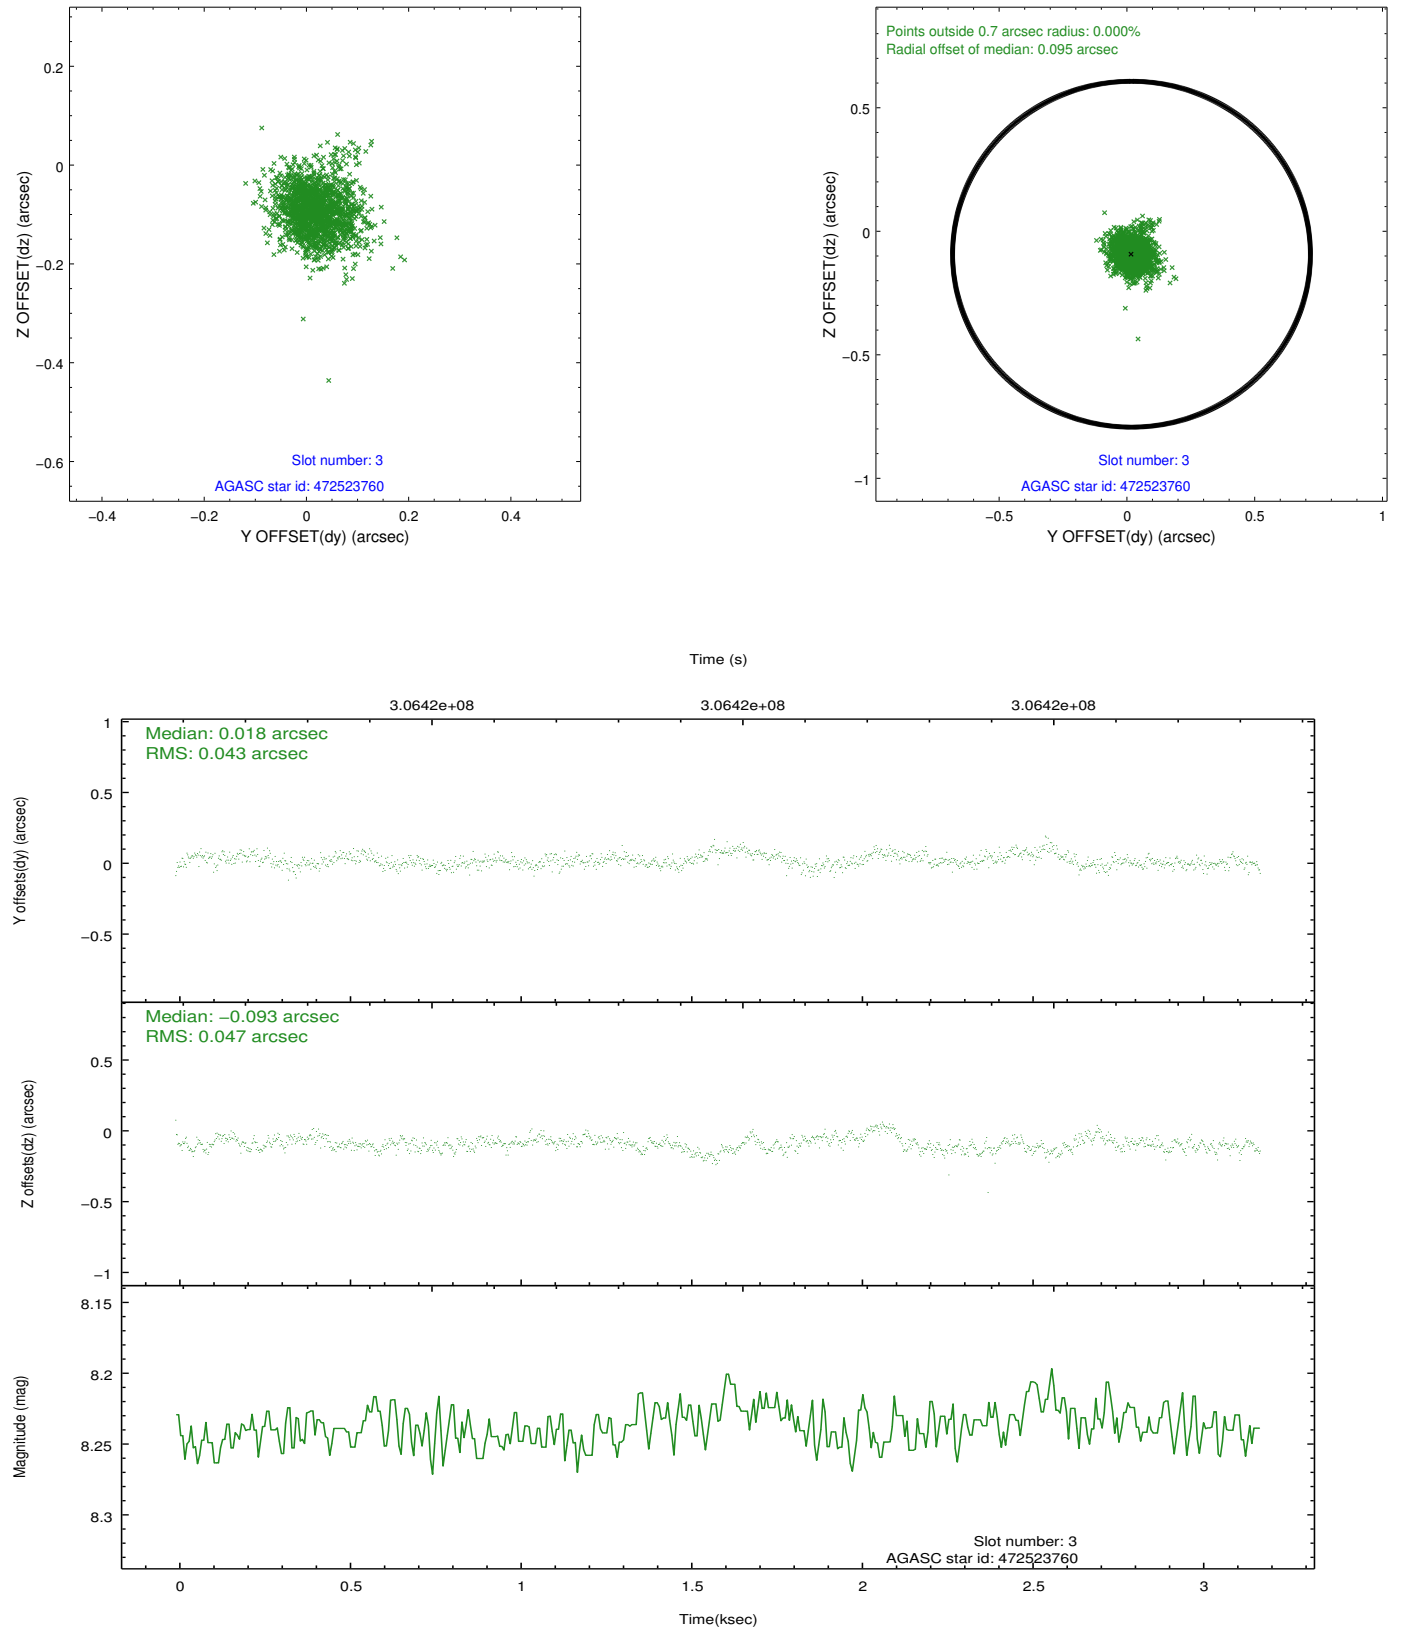 0.2
0
−0.2
−0.4
−0.6
Z OFFSET(dz) (arcsec)
Slot number: 3
AGASC star id: 472523760
−0.4 −0.2 0 0.2 0.4
Y OFFSET(dy) (arcsec)
Points outside 0.7 arcsec radius: 0.000%
Radial offset of median: 0.095 arcsec
0.5
0
−0.5
−1
Z OFFSET(dz) (arcsec)
Slot number: 3
AGASC star id: 472523760
−0.5 0 0.5 1
Y OFFSET(dy) (arcsec)
Time (s)
3.0642e+08 3.0642e+08 3.0642e+08
Median: 0.018 arcsec
RMS: 0.043 arcsec
1
0.5
0
−0.5
Y offsets(dy) (arcsec)
Median: −0.093 arcsec
RMS: 0.047 arcsec
0.5
0
−0.5
−1
Z offsets(dz) (arcsec)
8.15
8.2
8.25
8.3
Magnitude (mag)
Slot number: 3
AGASC star id: 472523760
0 0.5 1 1.5 2 2.5 3
Time(ksec)